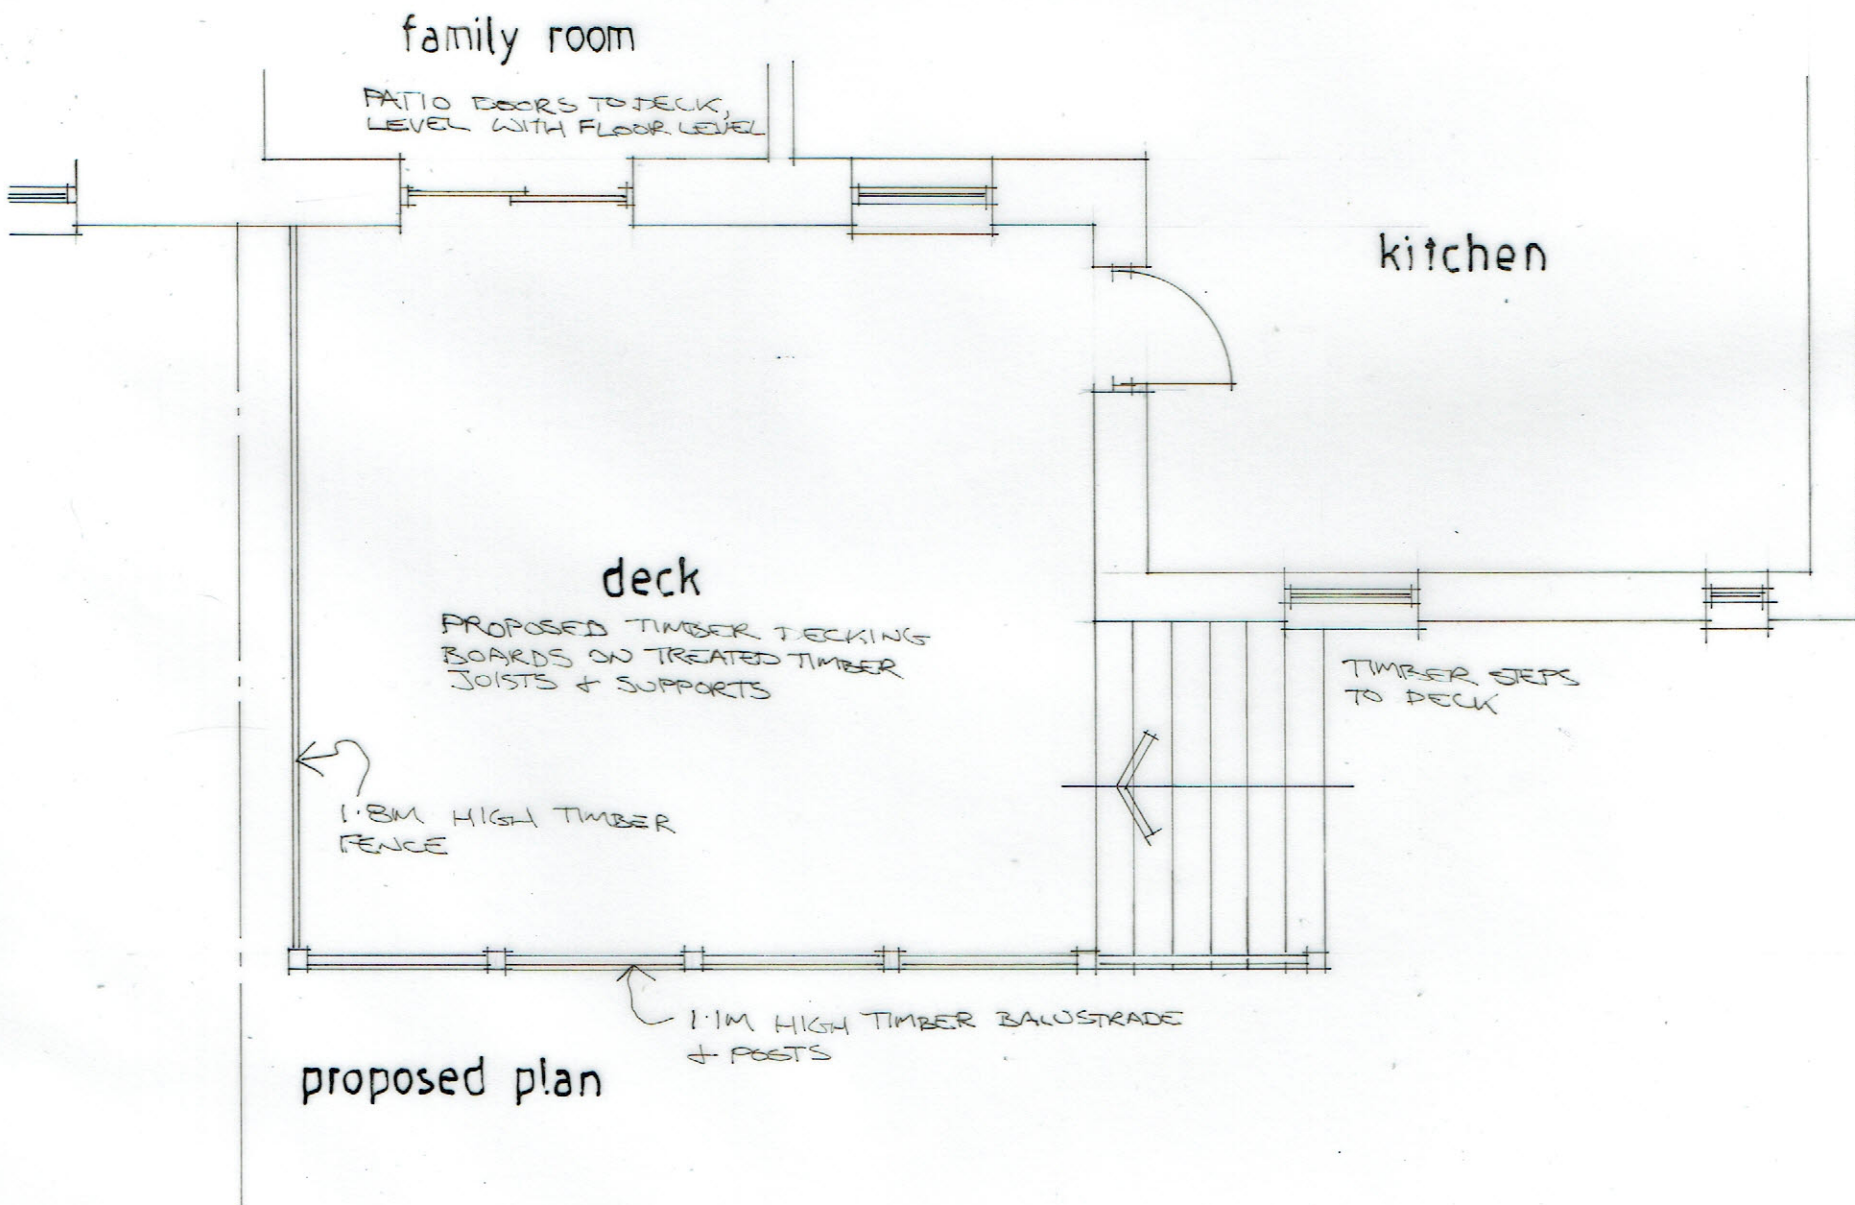 family room
PATIO DOORS TO DECK,
LEVEL WITH FLOOR LEVEL
kitchen
deck
PROPOSED TIMBER DECKING
BOARDS ON TREATED TIMBER
JOISTS & SUPPORTS
TIMBER STEPS
TO DECK
1.8M HIGH TIMBER
FENCE
1.1M HIGH TIMBER BALUSTRADE
& POSTS
proposed plan